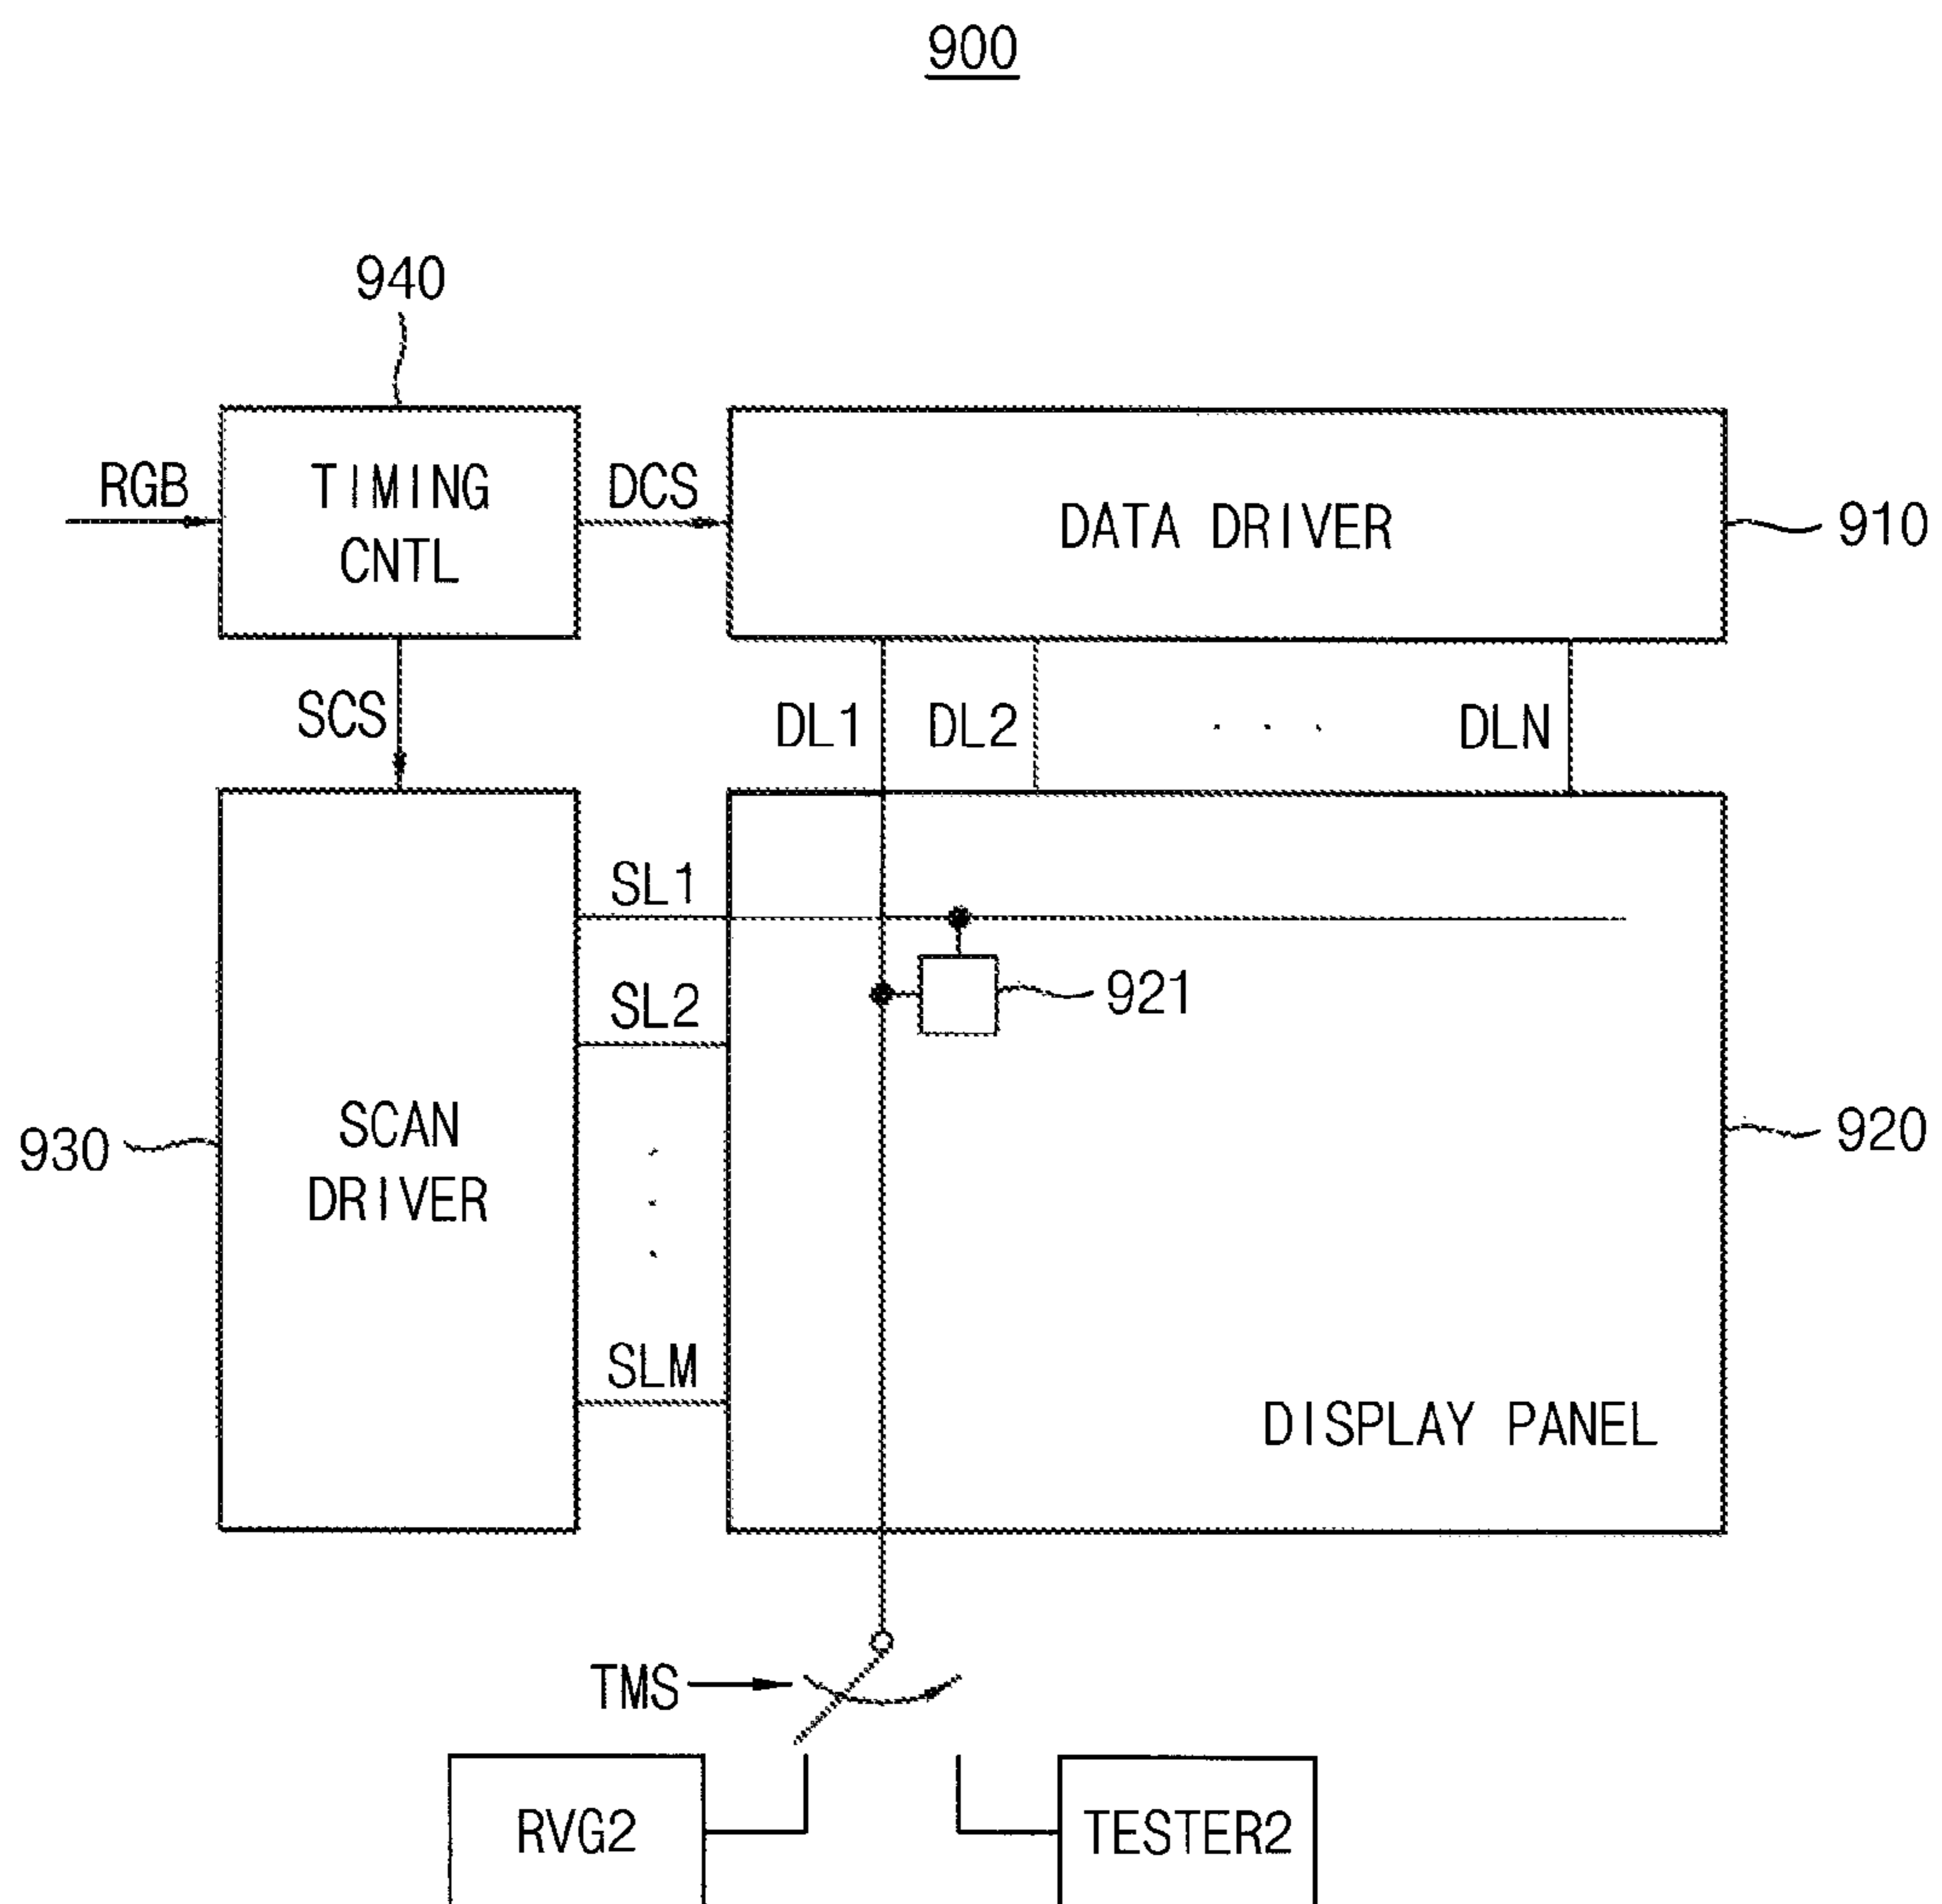 900
940
RGB
TIMING
CNTL
DCS
DATA DRIVER
910
SCS
DL1
DL2
. . .
DLN
SL1
SL2
921
SCAN
DRIVER
930
920
SLM
DISPLAY PANEL
TMS
RVG2
TESTER2